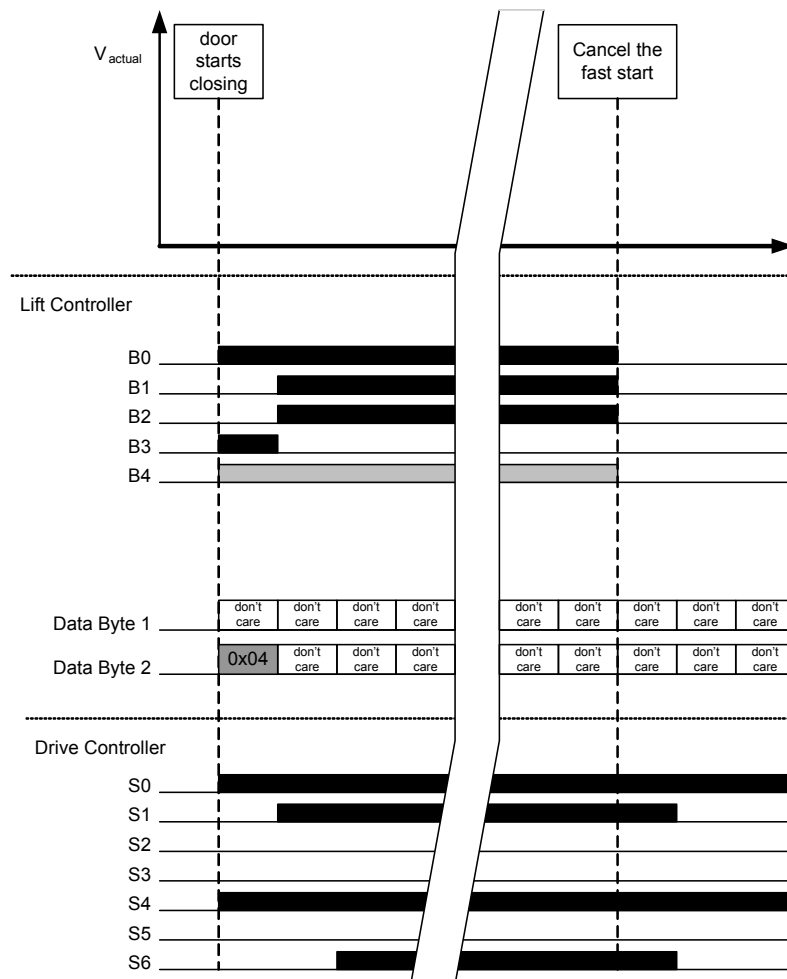 V actual
door
starts
closing
Cancel the
fast start
Lift Controller
B0
B1
B2
B3
B4
Data Byte 1
don't care
don't care
don't care
don't care
don't care
don't care
don't care
don't care
don't care
Data Byte 2
0x04
don't care
don't care
don't care
don't care
don't care
don't care
don't care
don't care
Drive Controller
S0
S1
S2
S3
S4
S5
S6